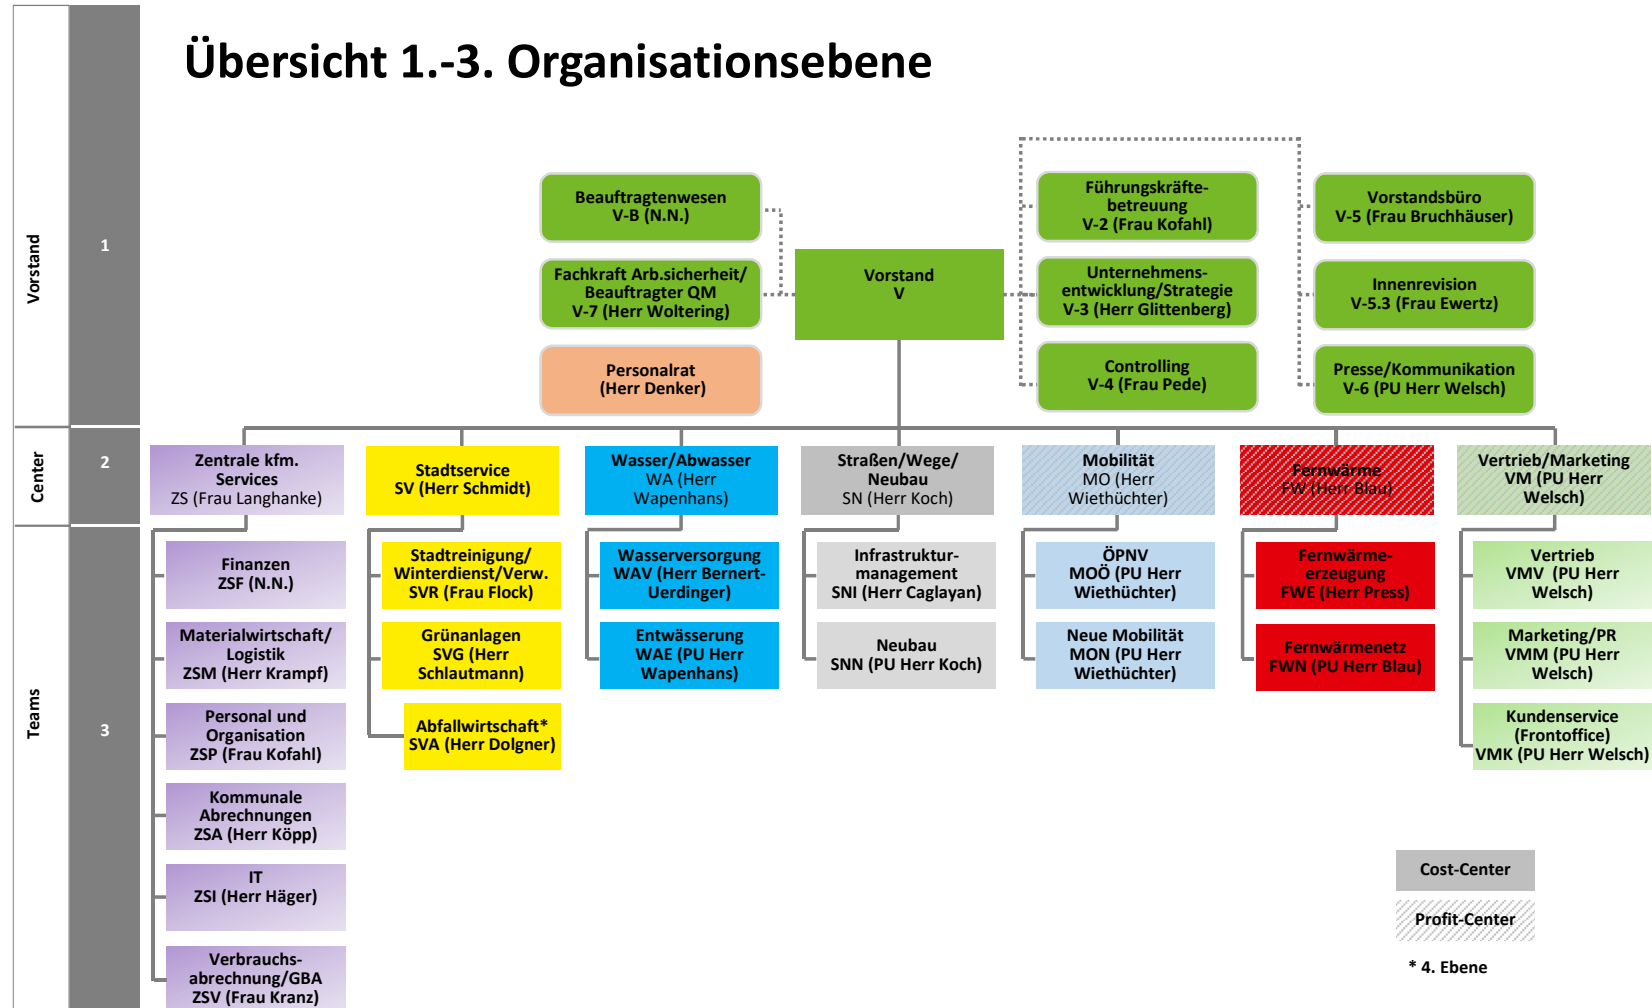 Übersicht 1.-3. Organisationsebene
Vorstand
1
Beauftragtenwesen
V-B (N.N.)
Fachkraft Arb.sicherheit/
Beauftragter QM
V-7 (Herr Woltering)
Personalrat
(Herr Denker)
Vorstand
V
Führungskräfte-
betreuung
V-2 (Frau Kofahl)
Unternehmens-
entwicklung/Strategie
V-3 (Herr Glittenberg)
Controlling
V-4 (Frau Pede)
Vorstandsbüro
V-5 (Frau Bruchhäuser)
Innenrevision
V-5.3 (Frau Ewertz)
Presse/Kommunikation
V-6 (PU Herr Welsch)
Center
2
Zentrale kfm.
Services
ZS (Frau Langhanke)
Stadtservice
SV (Herr Schmidt)
Wasser/Abwasser
WA (Herr
Wapenhans)
Straßen/Wege/
Neubau
SN (Herr Koch)
Mobilität
MO (Herr
Wiethüchter)
Fernwärme
FW (Herr Blau)
Vertrieb/Marketing
VM (PU Herr
Welsch)
Teams
3
Finanzen
ZSF (N.N.)
Materialwirtschaft/
Logistik
ZSM (Herr Krampf)
Personal und
Organisation
ZSP (Frau Kofahl)
Kommunale
Abrechnungen
ZSA (Herr Köpp)
IT
ZSI (Herr Häger)
Verbrauchs-
abrechnung/GBA
ZSV (Frau Kranz)
Stadtreinigung/
Winterdienst/Verw.
SVR (Frau Flock)
Grünanlagen
SVG (Herr
Schlautmann)
Abfallwirtschaft*
SVA (Herr Dolgner)
Wasserversorgung
WAV (Herr Bernert-
Uerdinger)
Entwässerung
WAE (PU Herr
Wapenhans)
Infrastruktur-
management
SNI (Herr Caglayan)
Neubau
SNN (PU Herr Koch)
ÖPNV
MOÖ (PU Herr
Wiethüchter)
Neue Mobilität
MON (PU Herr
Wiethüchter)
Fernwärme-
erzeugung
FWE (Herr Press)
Fernwärmenetz
FWN (PU Herr Blau)
Vertrieb
VMV (PU Herr
Welsch)
Marketing/PR
VMM (PU Herr
Welsch)
Kundenservice
(Frontoffice)
VMK (PU Herr Welsch)
Cost-Center
Profit-Center
* 4. Ebene